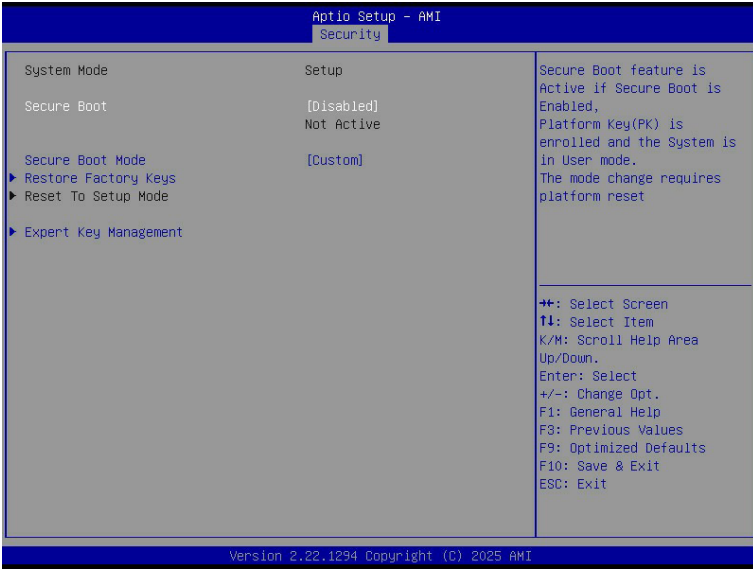 Aptio Setup - AMI
Security
System Mode Setup
Secure Boot [Disabled]
Not Active
Secure Boot Mode [Custom]
Restore Factory Keys
Reset To Setup Mode
Expert Key Management
Secure Boot feature is
Active if Secure Boot is
Enabled,
Platform Key(PK) is
enrolled and the System is
in User mode.
The mode change requires
platform reset
→←: Select Screen
↑↓: Select Item
K/M: Scroll Help Area
Up/Down.
Enter: Select
+/-: Change Opt.
F1: General Help
F3: Previous Values
F9: Optimized Defaults
F10: Save & Exit
ESC: Exit
Version 2.22.1294 Copyright (C) 2025 AMI